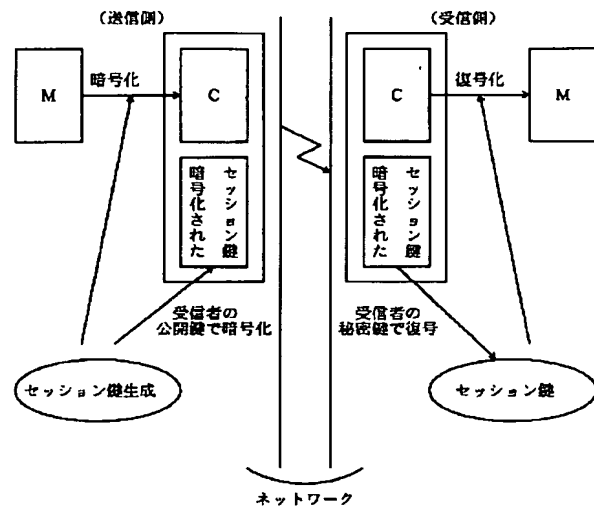 （送信側）
（受信側）
M
暗号化
C
C
復号化
M
暗号化された
セッション鍵
暗号化された
セッション鍵
受信者の
公開鍵で暗号化
受信者の
秘密鍵で復号
セッション鍵生成
セッション鍵
ネットワーク